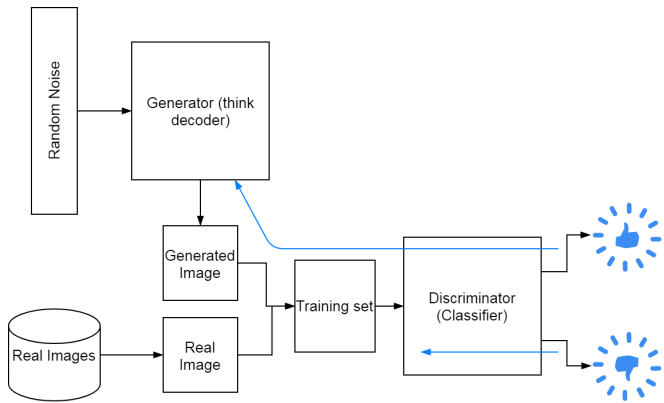 Random Noise
Generator (think
decoder)
Generated
Image
Real Images
Real
Image
Training set
Discriminator
(Classifier)